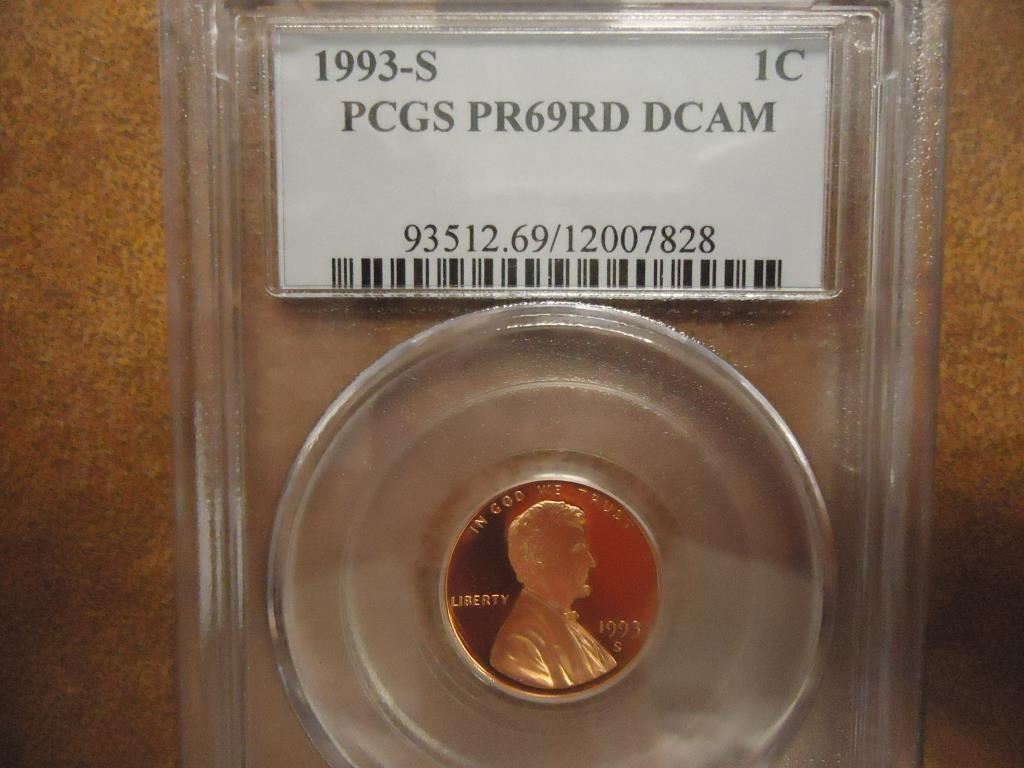 1993-S 1C
PCGS PR69RD DCAM
93512.69/12007828
IN GOD WE TRUST
LIBERTY
1993
S